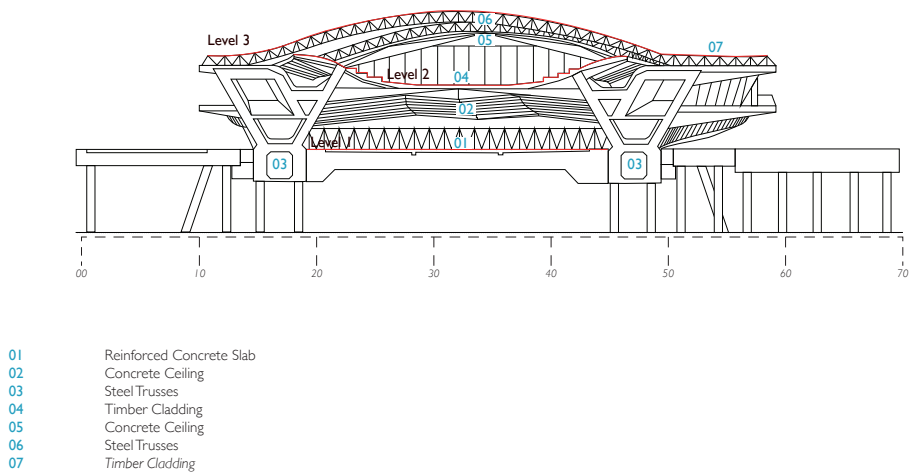 06
Level 3
05
07
Level 2
04
02
Level 1
01
03
03
00 10 20 30 40 50 60 70
01 Reinforced Concrete Slab
02 Concrete Ceiling
03 Steel Trusses
04 Timber Cladding
05 Concrete Ceiling
06 Steel Trusses
07 Timber Cladding